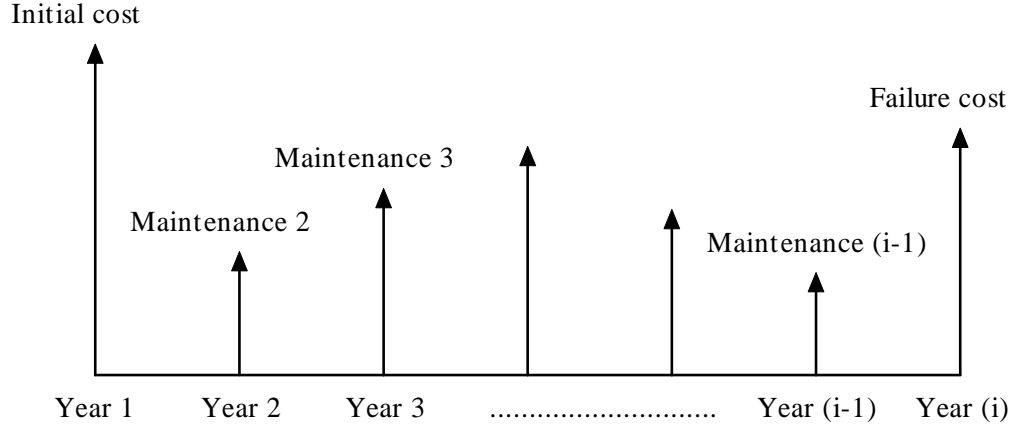 Initial cost
Failure cost
Maintenance 3
Maintenance 2
Maintenance (i-1)
Year 1 Year 2 Year 3 ............................. Year (i-1) Year (i)